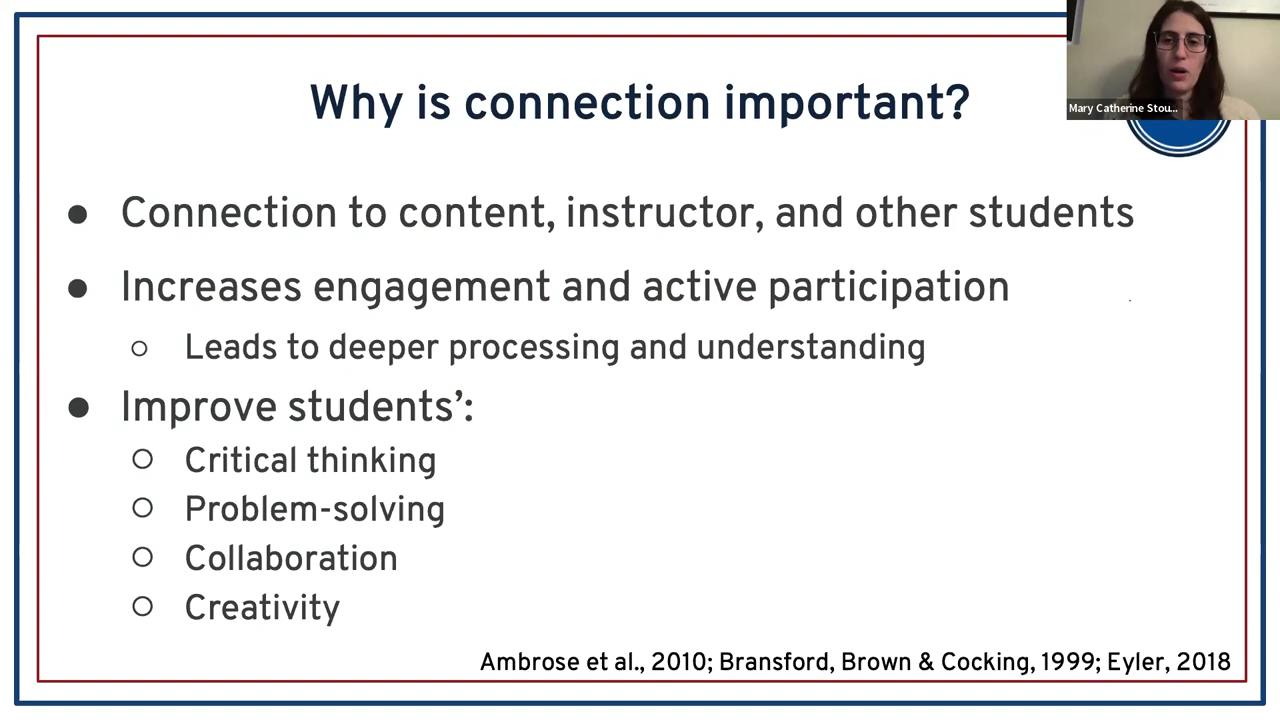 Why is connection important?
Mary Catherine Stou...
● Connection to content, instructor, and other students
● Increases engagement and active participation
○ Leads to deeper processing and understanding
● Improve students’:
○ Critical thinking
○ Problem-solving
○ Collaboration
○ Creativity
Ambrose et al., 2010; Bransford, Brown & Cocking, 1999; Eyler, 2018